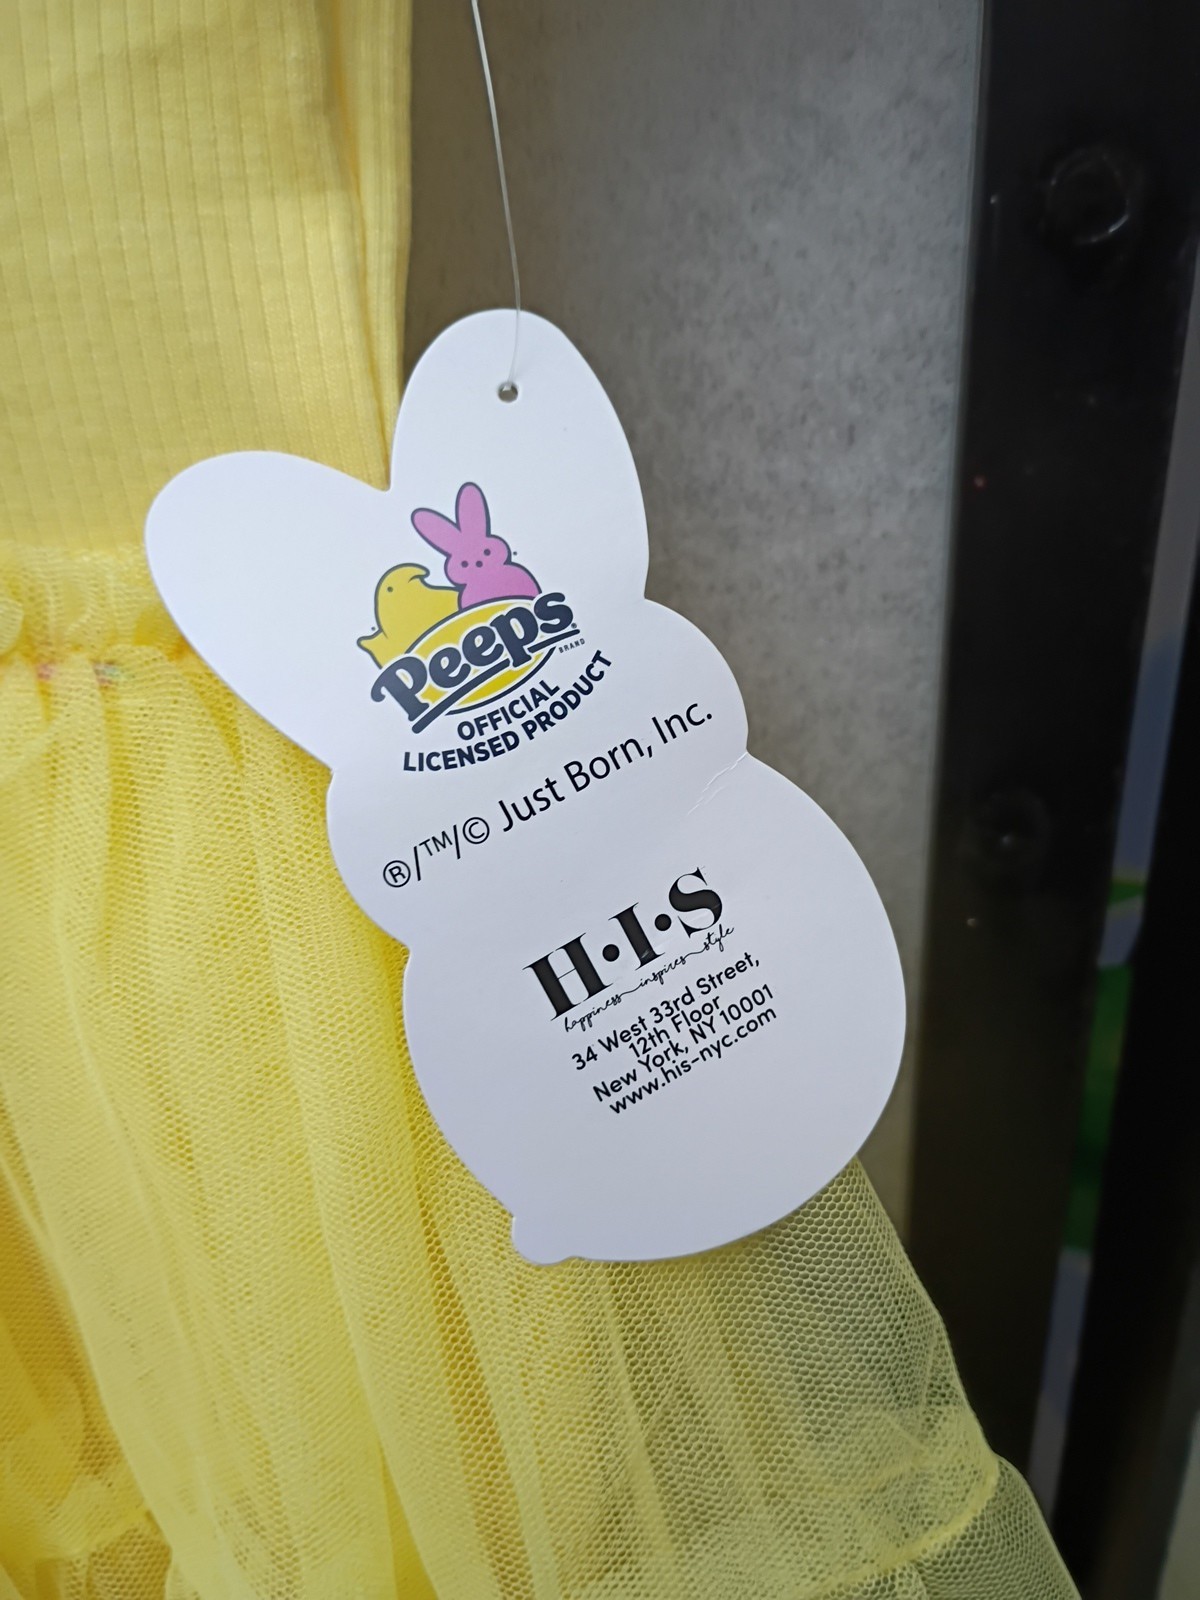 Peeps®
BRAND
OFFICIAL
LICENSED PRODUCT
®/™/© Just Born, Inc.
H·I·S
happiness inspires style
34 West 33rd Street,
12th Floor
New York, NY 10001
www.his-nyc.com